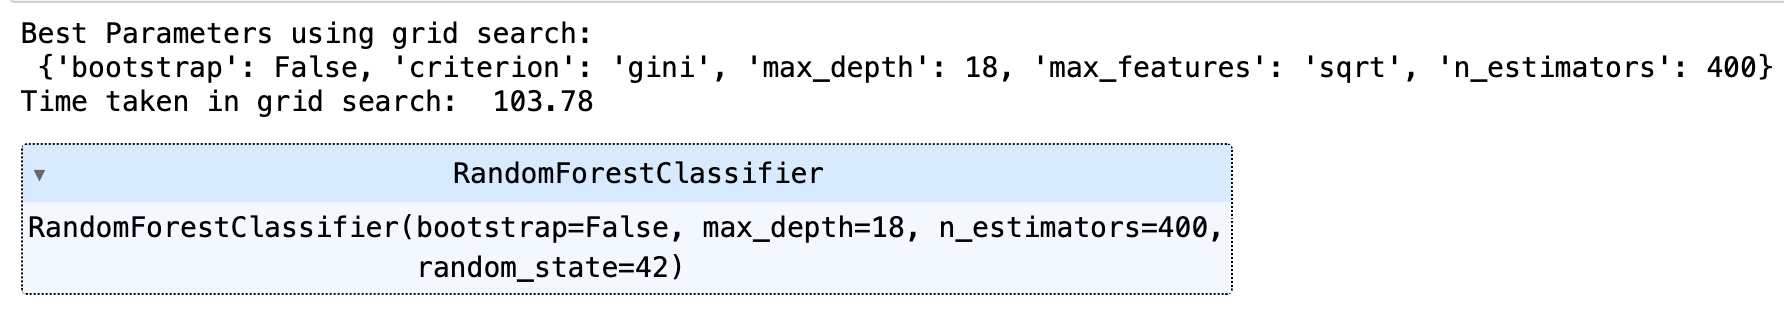 Best Parameters using grid search:
{'bootstrap': False, 'criterion': 'gini', 'max_depth': 18, 'max_features': 'sqrt', 'n_estimators': 400}
Time taken in grid search:  103.78
RandomForestClassifier
RandomForestClassifier(bootstrap=False, max_depth=18, n_estimators=400,
random_state=42)